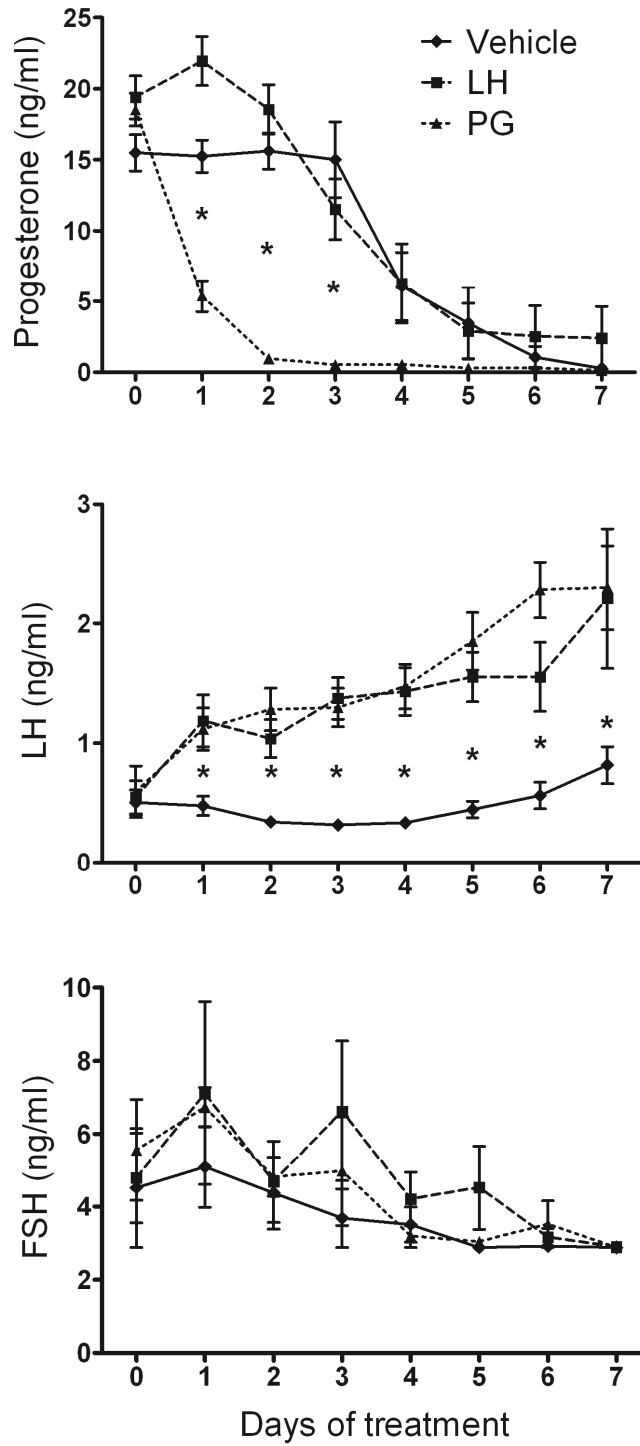 Progesterone (ng/ml)
25
20
15
10
5
0
Vehicle
LH
PG
* * *
0 1 2 3 4 5 6 7
LH (ng/ml)
3
2
1
0
* * * * * * *
0 1 2 3 4 5 6 7
FSH (ng/ml)
10
8
6
4
2
0
0 1 2 3 4 5 6 7
Days of treatment